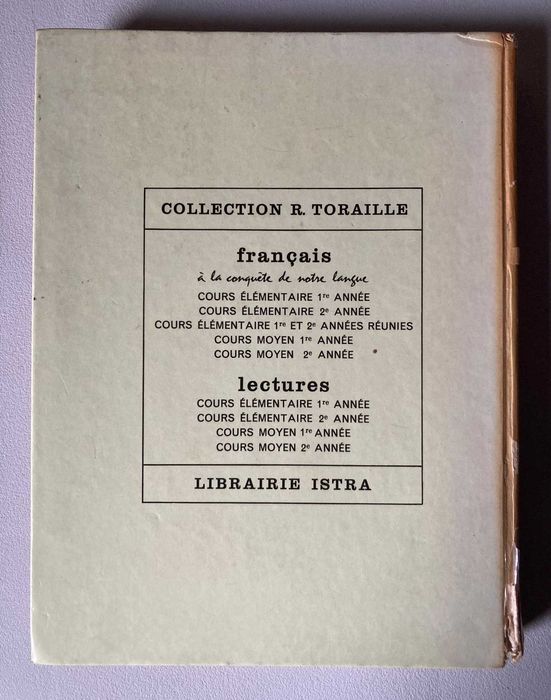 COLLECTION R. TORAILLE
français
à la conquête de notre langue
COURS ÉLÉMENTAIRE 1re ANNÉE
COURS ÉLÉMENTAIRE 2e ANNÉE
COURS ÉLÉMENTAIRE 1re ET 2e ANNÉES RÉUNIES
COURS MOYEN 1re ANNÉE
COURS MOYEN 2e ANNÉE
lectures
COURS ÉLÉMENTAIRE 1re ANNÉE
COURS ÉLÉMENTAIRE 2e ANNÉE
COURS MOYEN 1re ANNÉE
COURS MOYEN 2e ANNÉE
LIBRAIRIE ISTRA